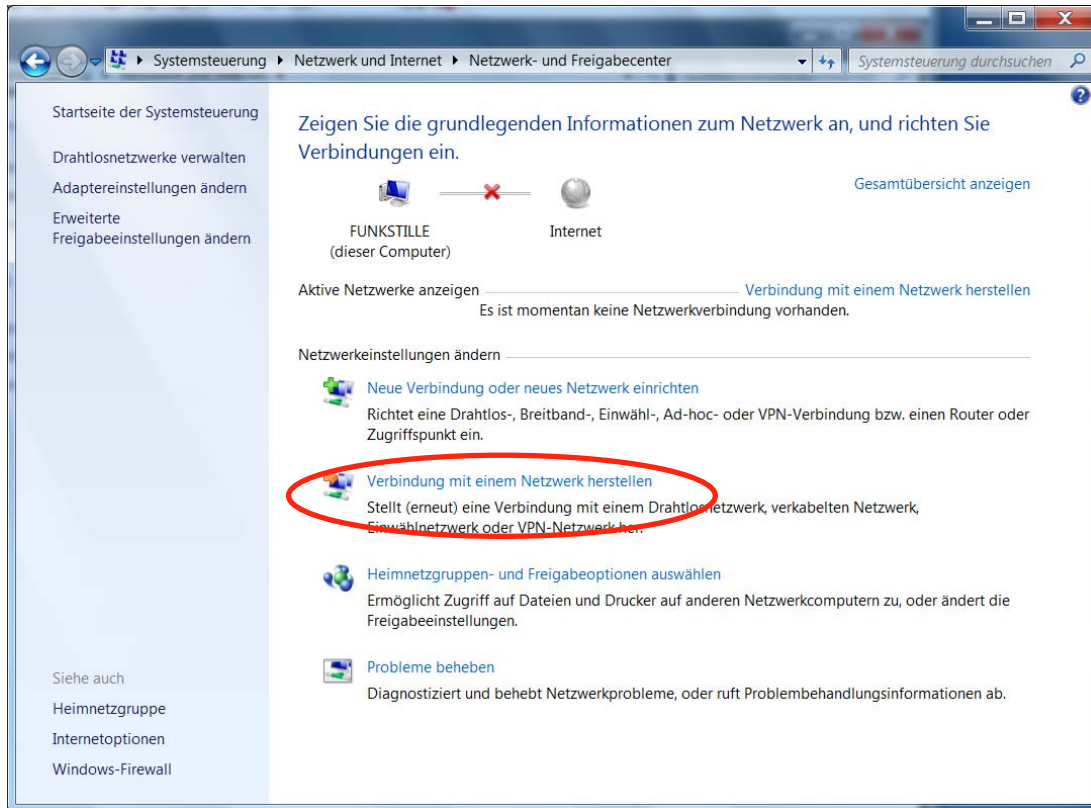 Systemsteuerung Netzwerk und Internet Netzwerk- und Freigabecenter
Systemsteuerung durchsuchen
Startseite der Systemsteuerung
Drahtlosnetzwerke verwalten
Adaptereinstellungen ändern
Erweiterte
Freigabeeinstellungen ändern
Zeigen Sie die grundlegenden Informationen zum Netzwerk an, und richten Sie
Verbindungen ein.
Gesamtübersicht anzeigen
FUNKSTILLE
(dieser Computer)
Internet
Aktive Netzwerke anzeigen
Verbindung mit einem Netzwerk herstellen
Es ist momentan keine Netzwerkverbindung vorhanden.
Netzwerkeinstellungen ändern
Neue Verbindung oder neues Netzwerk einrichten
Richtet eine Drahtlos-, Breitband-, Einwähl-, Ad-hoc- oder VPN-Verbindung bzw. einen Router oder
Zugriffspunkt ein.
Verbindung mit einem Netzwerk herstellen
Stellt (erneut) eine Verbindung mit einem Drahtlosnetzwerk, verkabelten Netzwerk,
Einwählnetzwerk oder VPN-Netzwerk her.
Heimnetzgruppen- und Freigabeoptionen auswählen
Ermöglicht Zugriff auf Dateien und Drucker auf anderen Netzwerkcomputern zu, oder ändert die
Freigabeeinstellungen.
Probleme beheben
Diagnostiziert und behebt Netzwerkprobleme, oder ruft Problembehandlungsinformationen ab.
Siehe auch
Heimnetzgruppe
Internetoptionen
Windows-Firewall